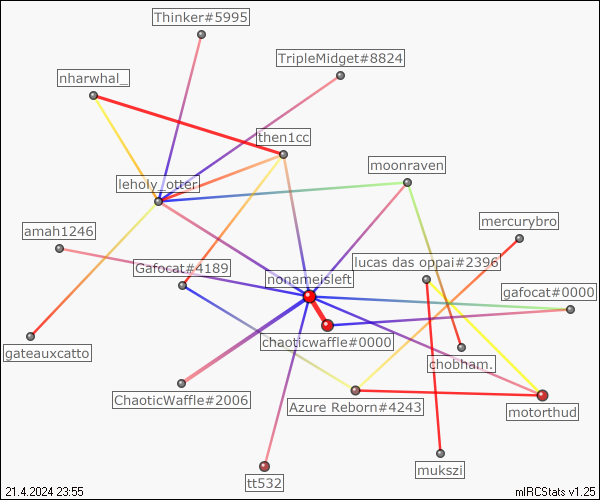 Thinker#5995
TripleMidget#8824
nharwhal_
then1cc
moonraven
leholy_otter
mercurybro
amah1246
lucas das oppai#2396
Gafocat#4189
nonameisleft
gafocat#0000
chaoticwaffle#0000
gateauxcatto
chobham.
ChaoticWaffle#2006
Azure Reborn#4243
motorthud
mukszi
tt532
21.4.2024 23:55
mIRCStats v1.25